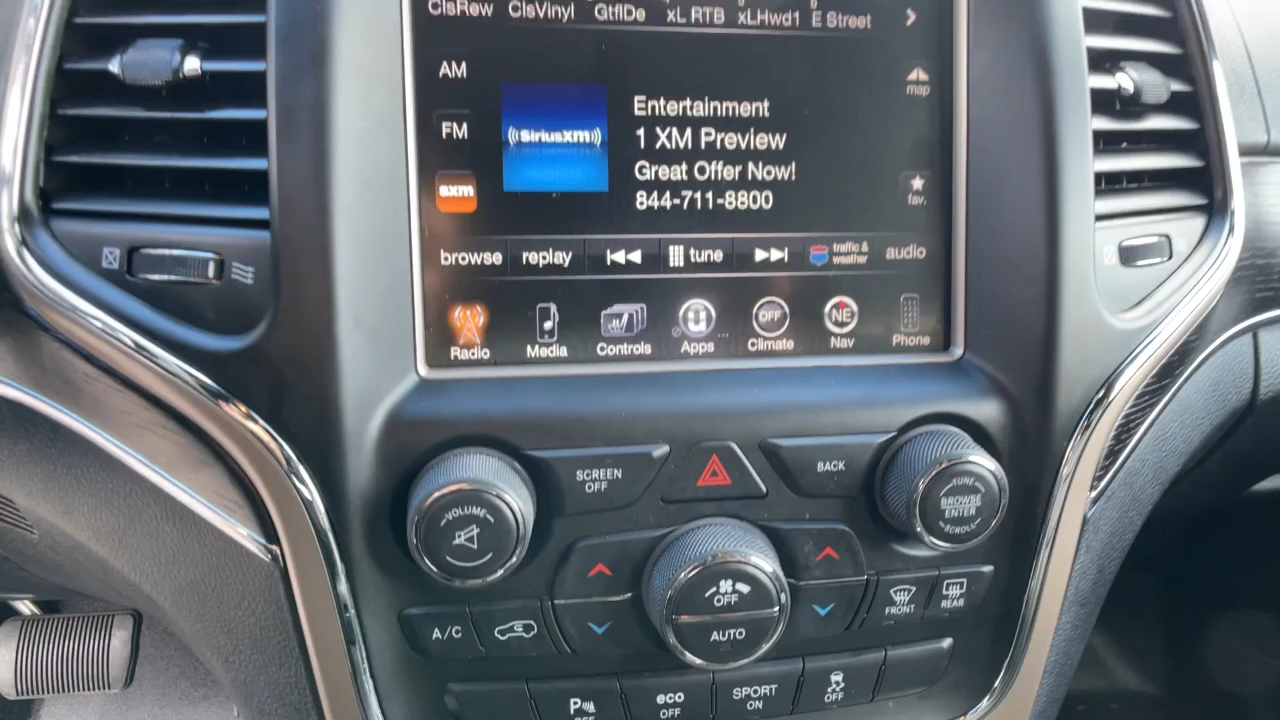 ClsRew ClsVinyl GtflDe xL RTB xLHwd1 E Street
AM
map
Entertainment
FM
((SiriusXM))
1 XM Preview
Great Offer Now!
sxm
fav.
844-711-8800
browse replay tune traffic & weather audio
OFF NE
Radio Media Controls Apps Climate Nav Phone
SCREEN OFF
BACK
VOLUME
TUNE
BROWSE
ENTER
SCROLL
OFF
AUTO
A/C
FRONT
REAR
P OFF
eco OFF
SPORT ON
OFF